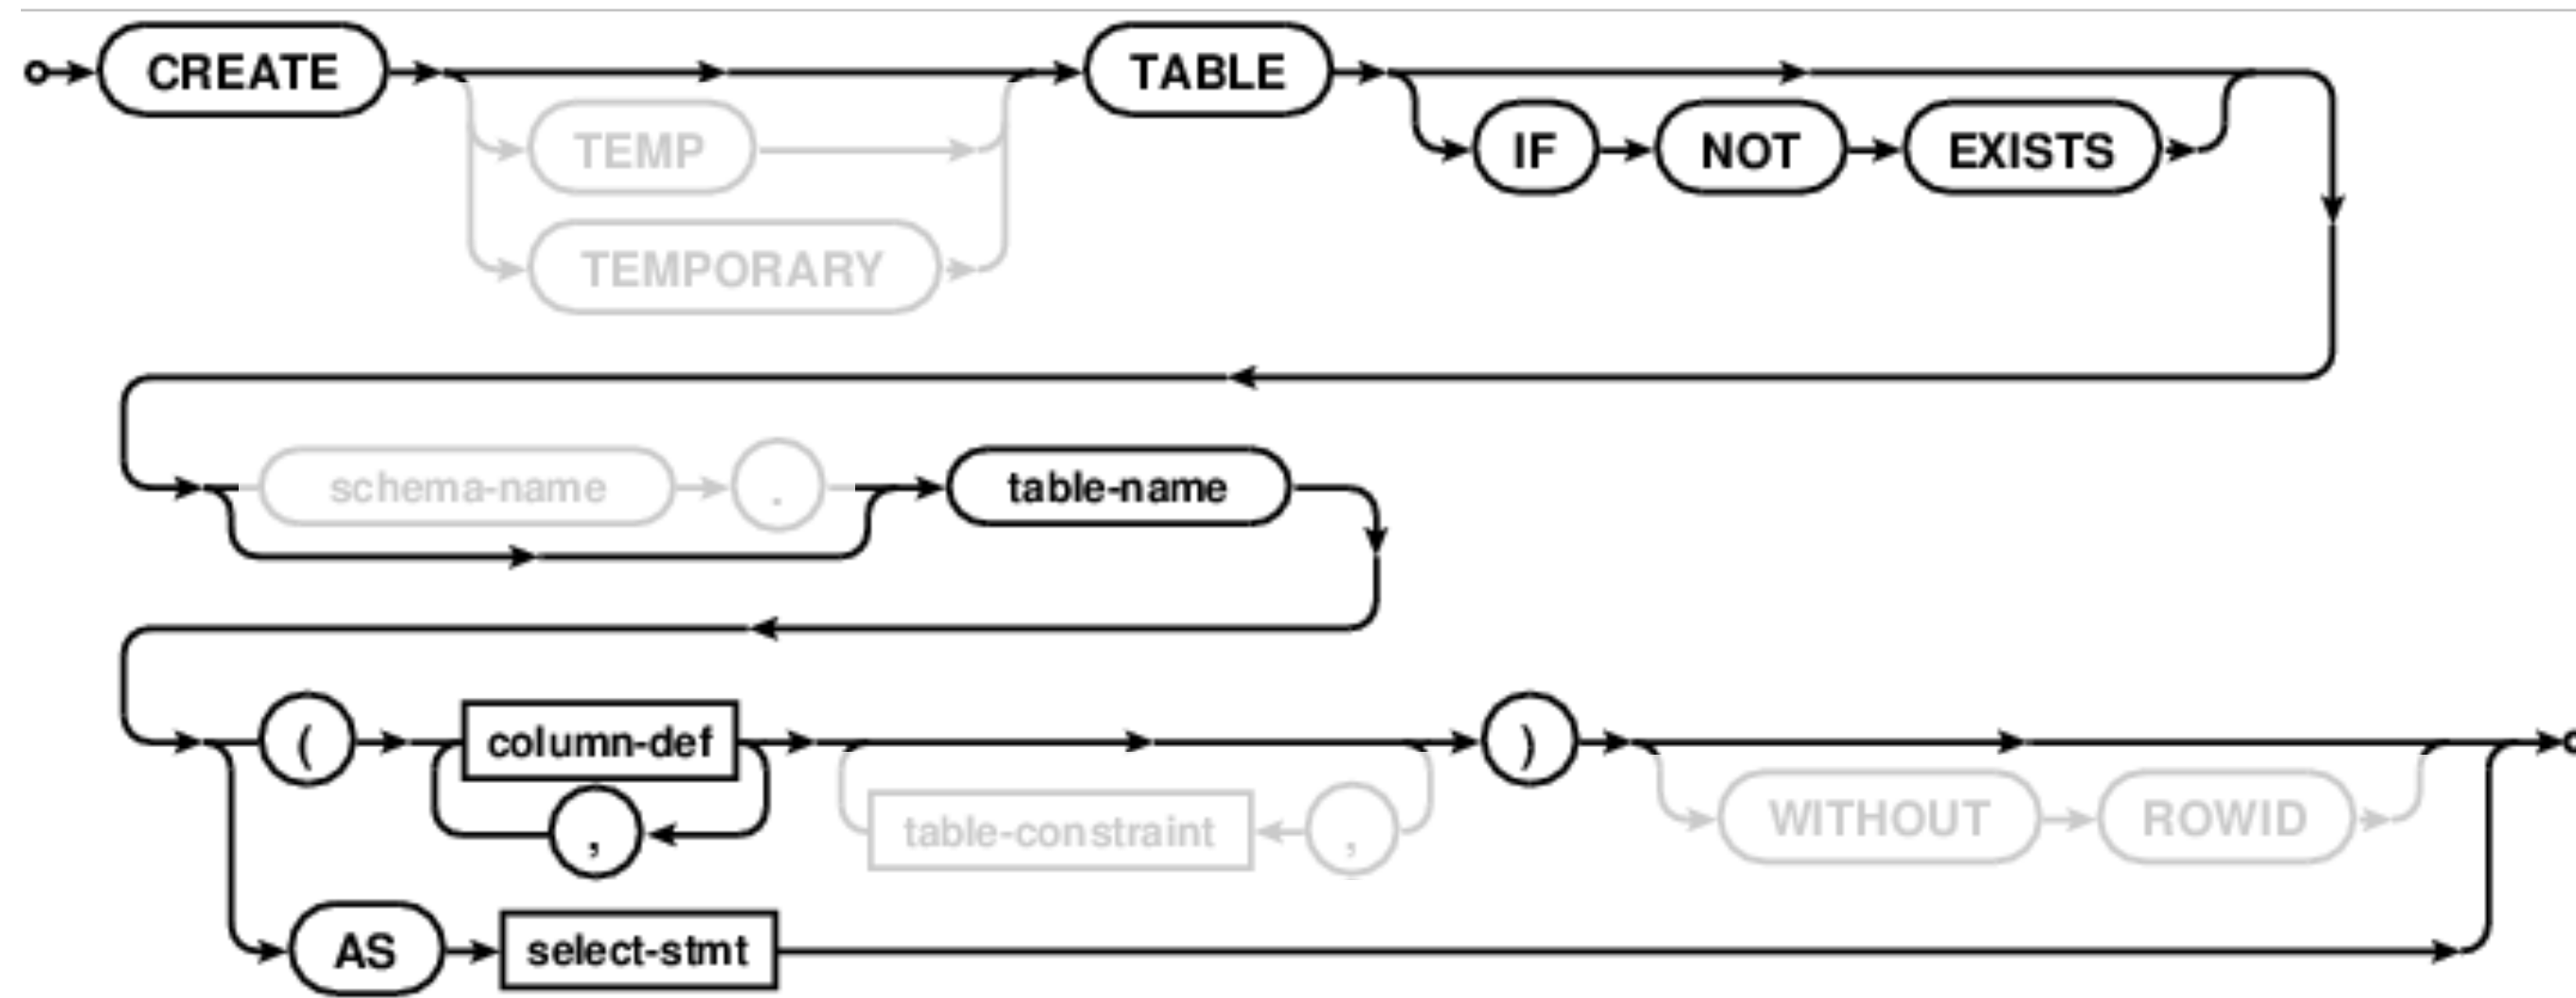 CREATE TABLE
TEMP IF NOT EXISTS
TEMPORARY
schema-name . table-name
( column-def )
, table-constraint , WITHOUT ROWID
AS select-stmt